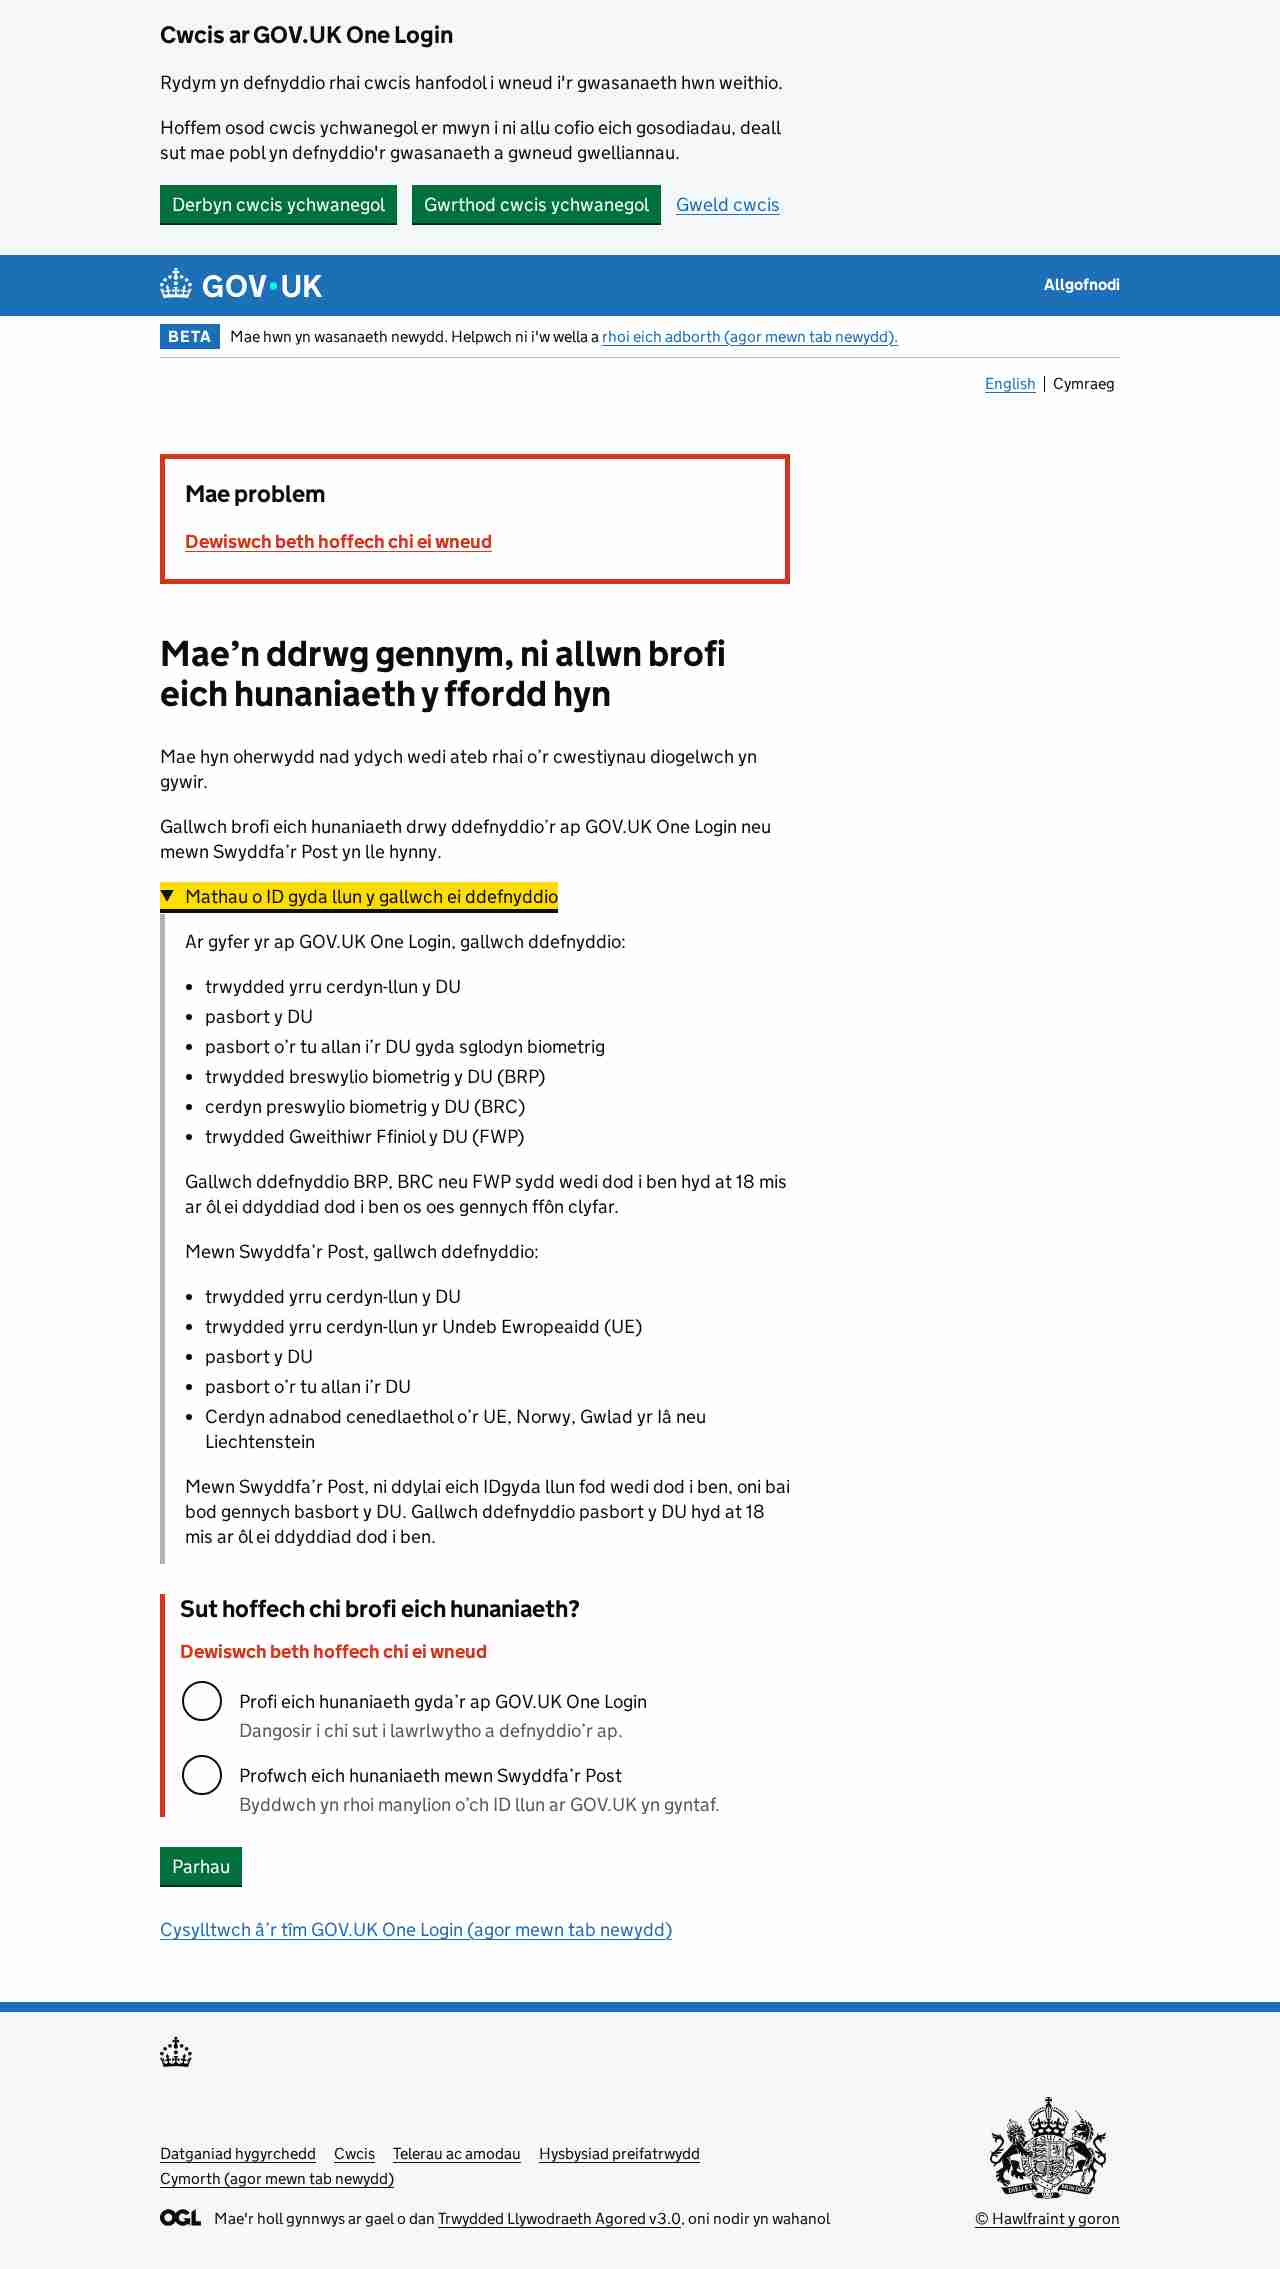 Cwcis ar GOV.UK One Login
Rydym yn defnyddio rhai cwcis hanfodol i wneud i'r gwasanaeth hwn weithio.
Hoffem osod cwcis ychwanegol er mwyn i ni allu cofio eich gosodiadau, deall
sut mae pobl yn defnyddio'r gwasanaeth a gwneud gwelliannau.
Derbyn cwcis ychwanegol Gwrthod cwcis ychwanegol Gweld cwcis
GOV·UK Allgofnodi
BETA Mae hwn yn wasanaeth newydd. Helpwch ni i'w wella a rhoi eich adborth (agor mewn tab newydd).
English Cymraeg
Mae problem
Dewiswch beth hoffech chi ei wneud
Mae’n ddrwg gennym, ni allwn brofi
eich hunaniaeth y ffordd hyn
Mae hyn oherwydd nad ydych wedi ateb rhai o’r cwestiynau diogelwch yn
gywir.
Gallwch brofi eich hunaniaeth drwy ddefnyddio’r ap GOV.UK One Login neu
mewn Swyddfa’r Post yn lle hynny.
▼ Mathau o ID gyda llun y gallwch ei ddefnyddio
Ar gyfer yr ap GOV.UK One Login, gallwch ddefnyddio:
• trwydded yrru cerdyn-llun y DU
• pasbort y DU
• pasbort o’r tu allan i’r DU gyda sglodyn biometrig
• trwydded breswylio biometrig y DU (BRP)
• cerdyn preswylio biometrig y DU (BRC)
• trwydded Gweithiwr Ffiniol y DU (FWP)
Gallwch ddefnyddio BRP, BRC neu FWP sydd wedi dod i ben hyd at 18 mis
ar ôl ei ddyddiad dod i ben os oes gennych ffôn clyfar.
Mewn Swyddfa’r Post, gallwch ddefnyddio:
• trwydded yrru cerdyn-llun y DU
• trwydded yrru cerdyn-llun yr Undeb Ewropeaidd (UE)
• pasbort y DU
• pasbort o’r tu allan i’r DU
• Cerdyn adnabod cenedlaethol o’r UE, Norwy, Gwlad yr Iâ neu
Liechtenstein
Mewn Swyddfa’r Post, ni ddylai eich IDgyda llun fod wedi dod i ben, oni bai
bod gennych basbort y DU. Gallwch ddefnyddio pasbort y DU hyd at 18
mis ar ôl ei ddyddiad dod i ben.
Sut hoffech chi brofi eich hunaniaeth?
Dewiswch beth hoffech chi ei wneud
Profi eich hunaniaeth gyda’r ap GOV.UK One Login
Dangosir i chi sut i lawrlwytho a defnyddio’r ap.
Profwch eich hunaniaeth mewn Swyddfa’r Post
Byddwch yn rhoi manylion o’ch ID llun ar GOV.UK yn gyntaf.
Parhau
Cysylltwch â’r tîm GOV.UK One Login (agor mewn tab newydd)
Datganiad hygyrchedd Cwcis Telerau ac amodau Hysbysiad preifatrwydd
Cymorth (agor mewn tab newydd)
OGL Mae'r holl gynnwys ar gael o dan Trwydded Llywodraeth Agored v3.0, oni nodir yn wahanol
© Hawlfraint y goron